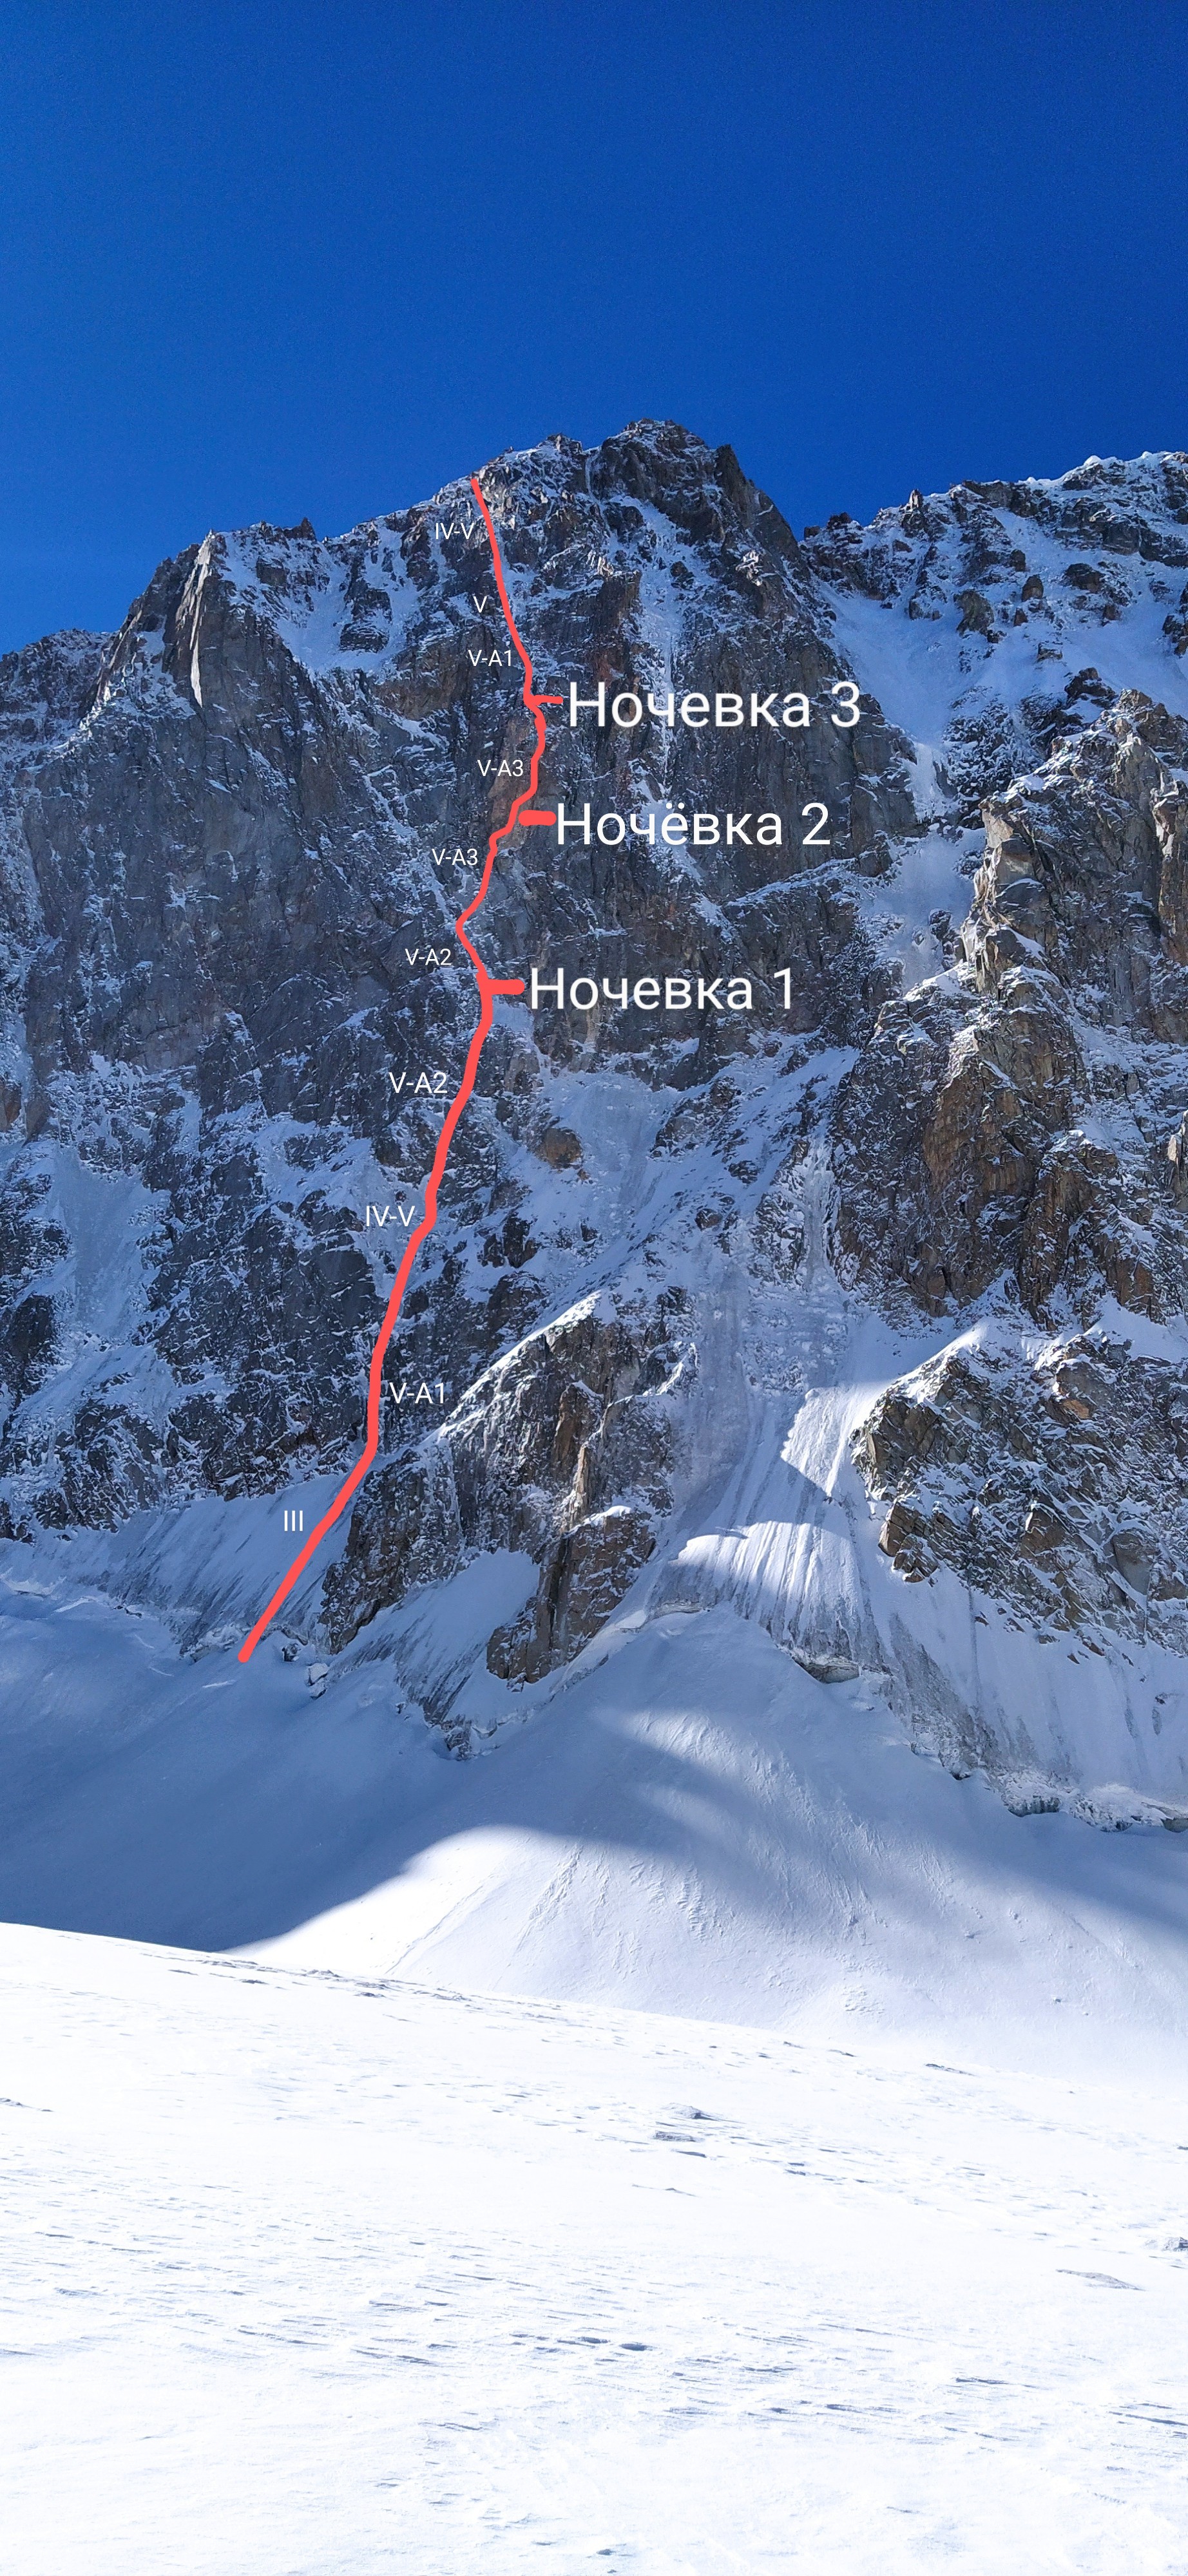 IV-V
V
V-A1
Ночевка 3
V-A3
Ночёвка 2
V-A3
V-A2
Ночевка 1
V-A2
IV-V
V-A1
III